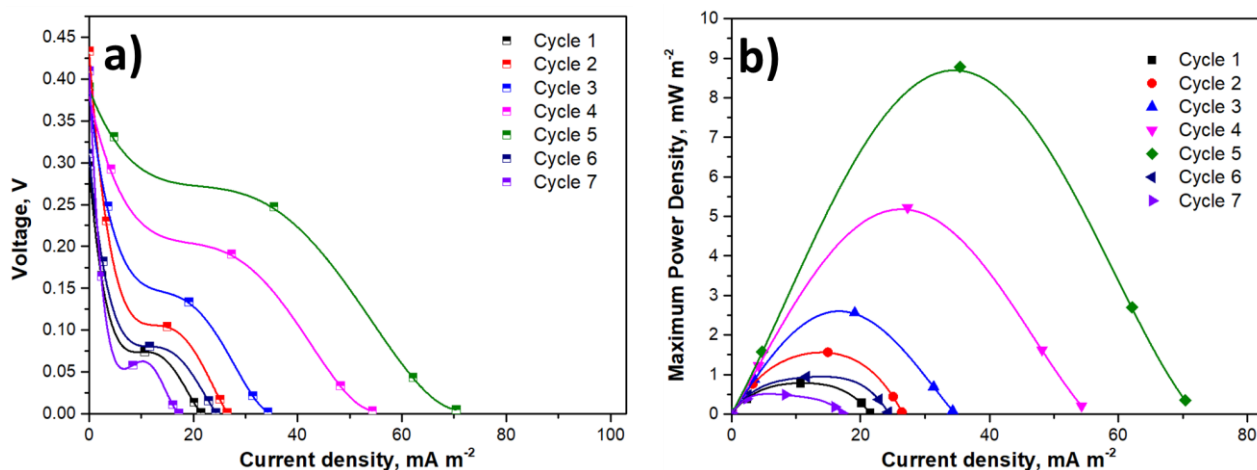 a)
0.45
0.40
0.35
0.30
0.25
0.20
0.15
0.10
0.05
0.00
Voltage, V
Cycle 1
Cycle 2
Cycle 3
Cycle 4
Cycle 5
Cycle 6
Cycle 7
0 20 40 60 80 100
Current density, mA m⁻²
b)
10
9
8
7
6
5
4
3
2
1
0
Maximum Power Density, mW m⁻²
Cycle 1
Cycle 2
Cycle 3
Cycle 4
Cycle 5
Cycle 6
Cycle 7
0 20 40 60 80
Current density, mA m⁻²